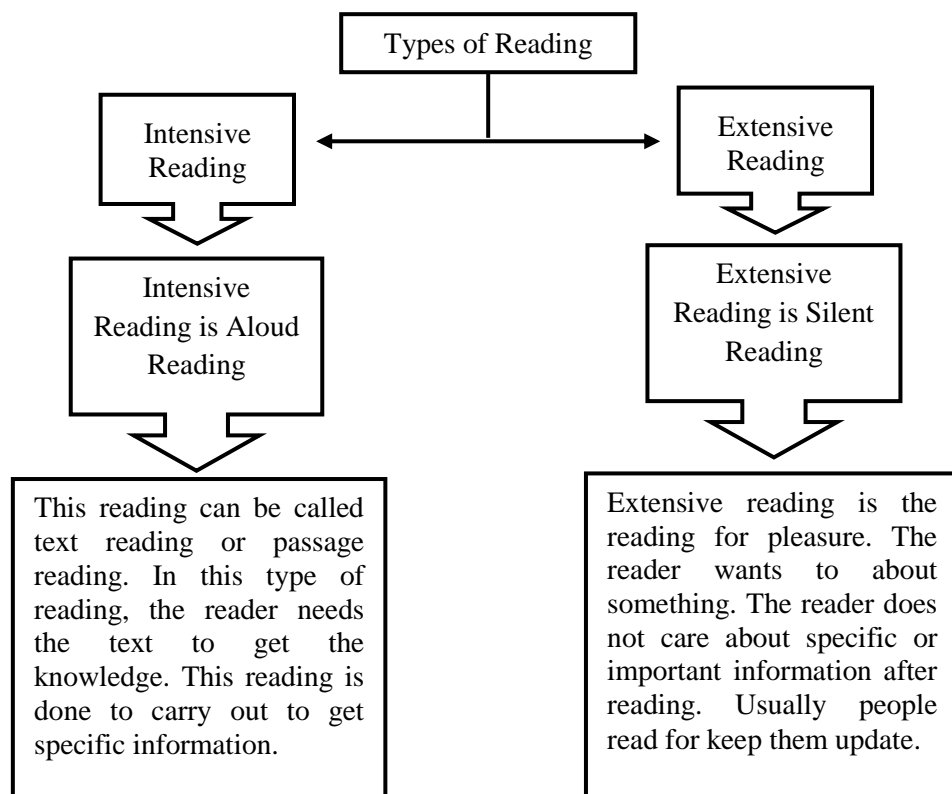 Types of Reading
Intensive
Reading
Extensive
Reading
Intensive
Reading is Aloud
Reading
Extensive
Reading is Silent
Reading
This reading can be called
text reading or passage
reading. In this type of
reading, the reader needs
the text to get the
knowledge. This reading is
done to carry out to get
specific information.
Extensive reading is the
reading for pleasure. The
reader wants to about
something. The reader does
not care about specific or
important information after
reading. Usually people
read for keep them update.